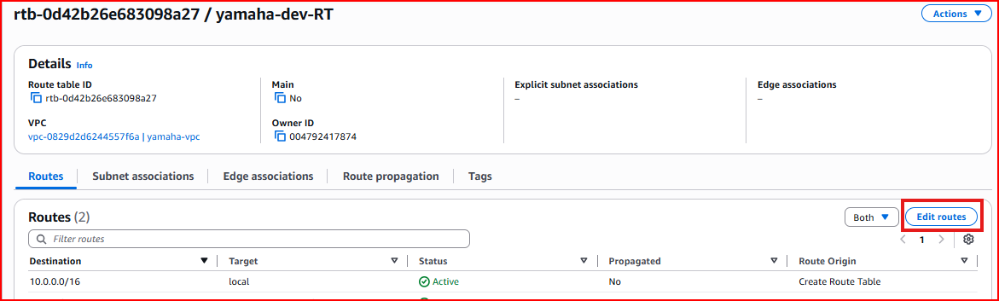 rtb-0d42b26e683098a27 / yamaha-dev-RT
Actions
Details Info
Route table ID
rtb-0d42b26e683098a27
Main
No
Explicit subnet associations
–
Edge associations
–
VPC
vpc-0829d2d6244557f6a | yamaha-vpc
Owner ID
004792417874
Routes Subnet associations Edge associations Route propagation Tags
Routes (2)
Both
Edit routes
Filter routes
1
Destination Target Status Propagated Route Origin
10.0.0.0/16 local Active No Create Route Table